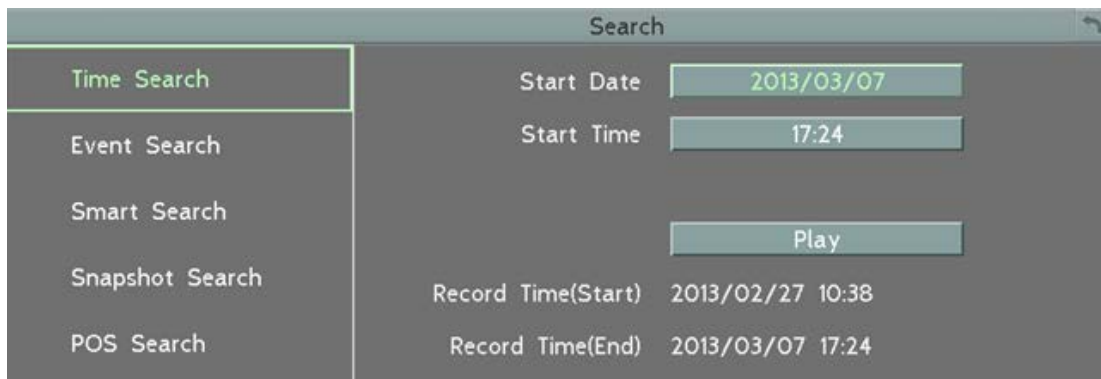 Search
Time Search
Event Search
Smart Search
Snapshot Search
POS Search
Start Date 2013/03/07
Start Time 17:24
Play
Record Time(Start) 2013/02/27 10:38
Record Time(End) 2013/03/07 17:24